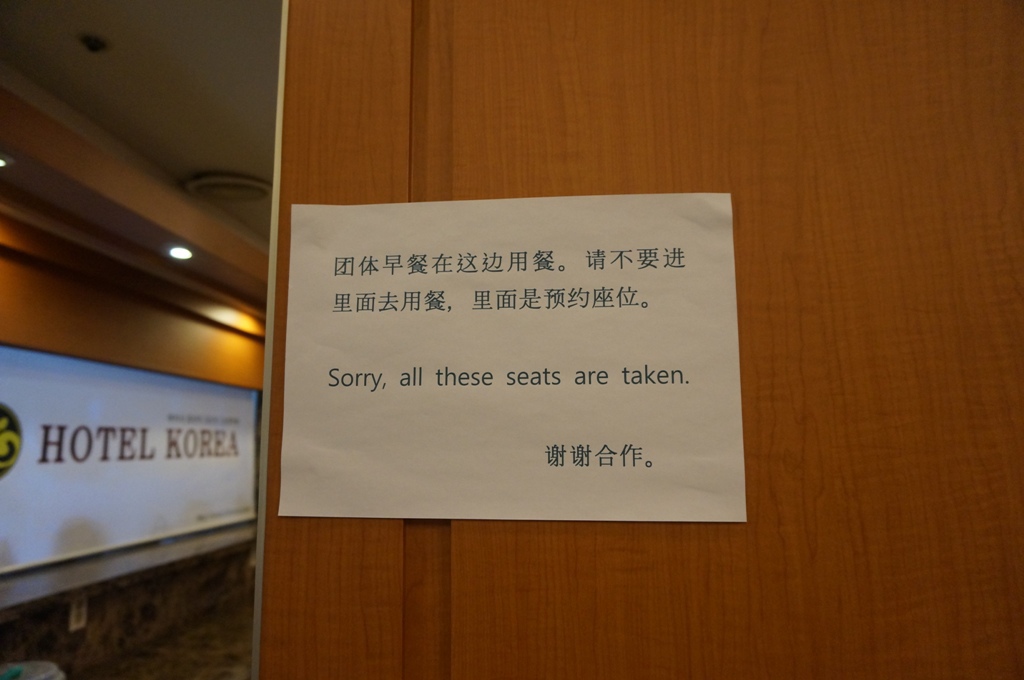 团体早餐在这边用餐。请不要进
里面去用餐，里面是预约座位。
Sorry, all these seats are taken.
谢谢合作。
HOTEL KOREA